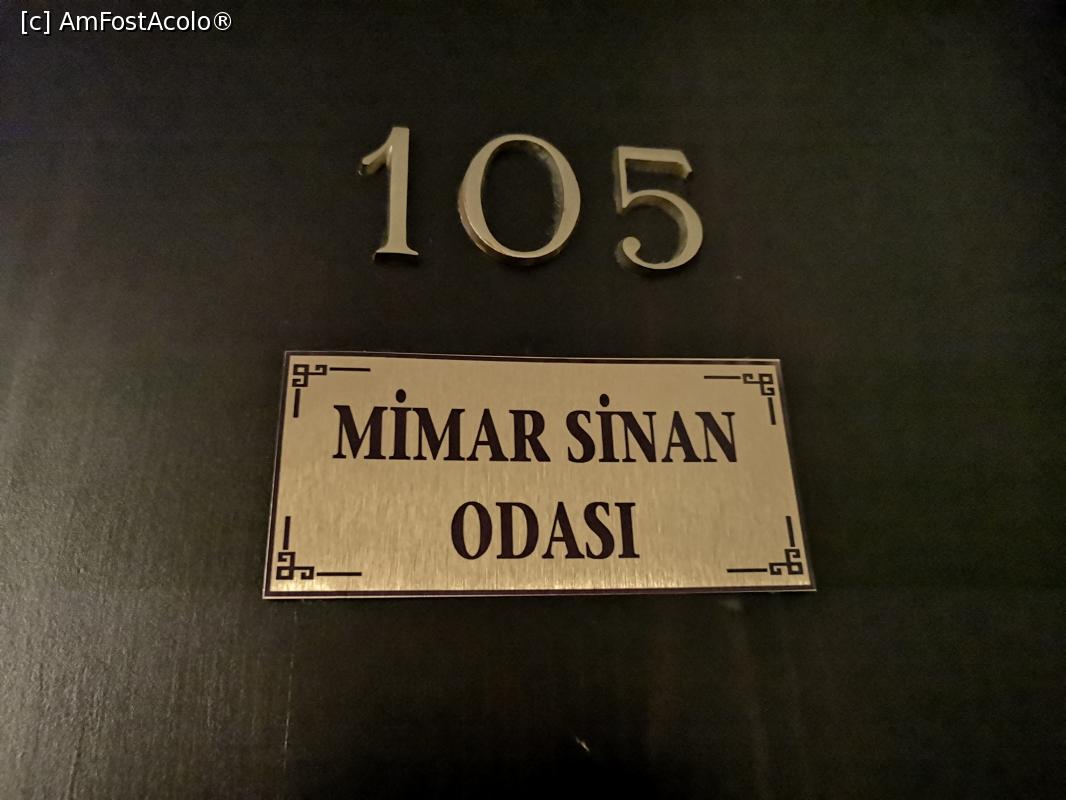 [c] AmFostAcolo®
105
MİMAR SİNAN
ODASI